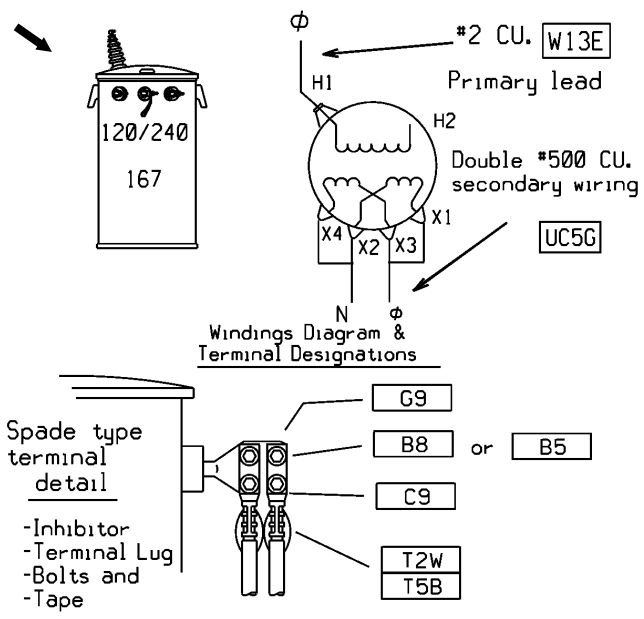 Φ
#2 CU. W13E
Primary lead
H1
H2
120/240
167
Double #500 CU.
secondary wiring
X4 X2 X3 X1
UC5G
N Φ
Windings Diagram &
Terminal Designations
G9
Spade type
terminal
detail
B8 or B5
C9
-Inhibitor
-Terminal Lug
-Bolts and
-Tape
T2W
T5B